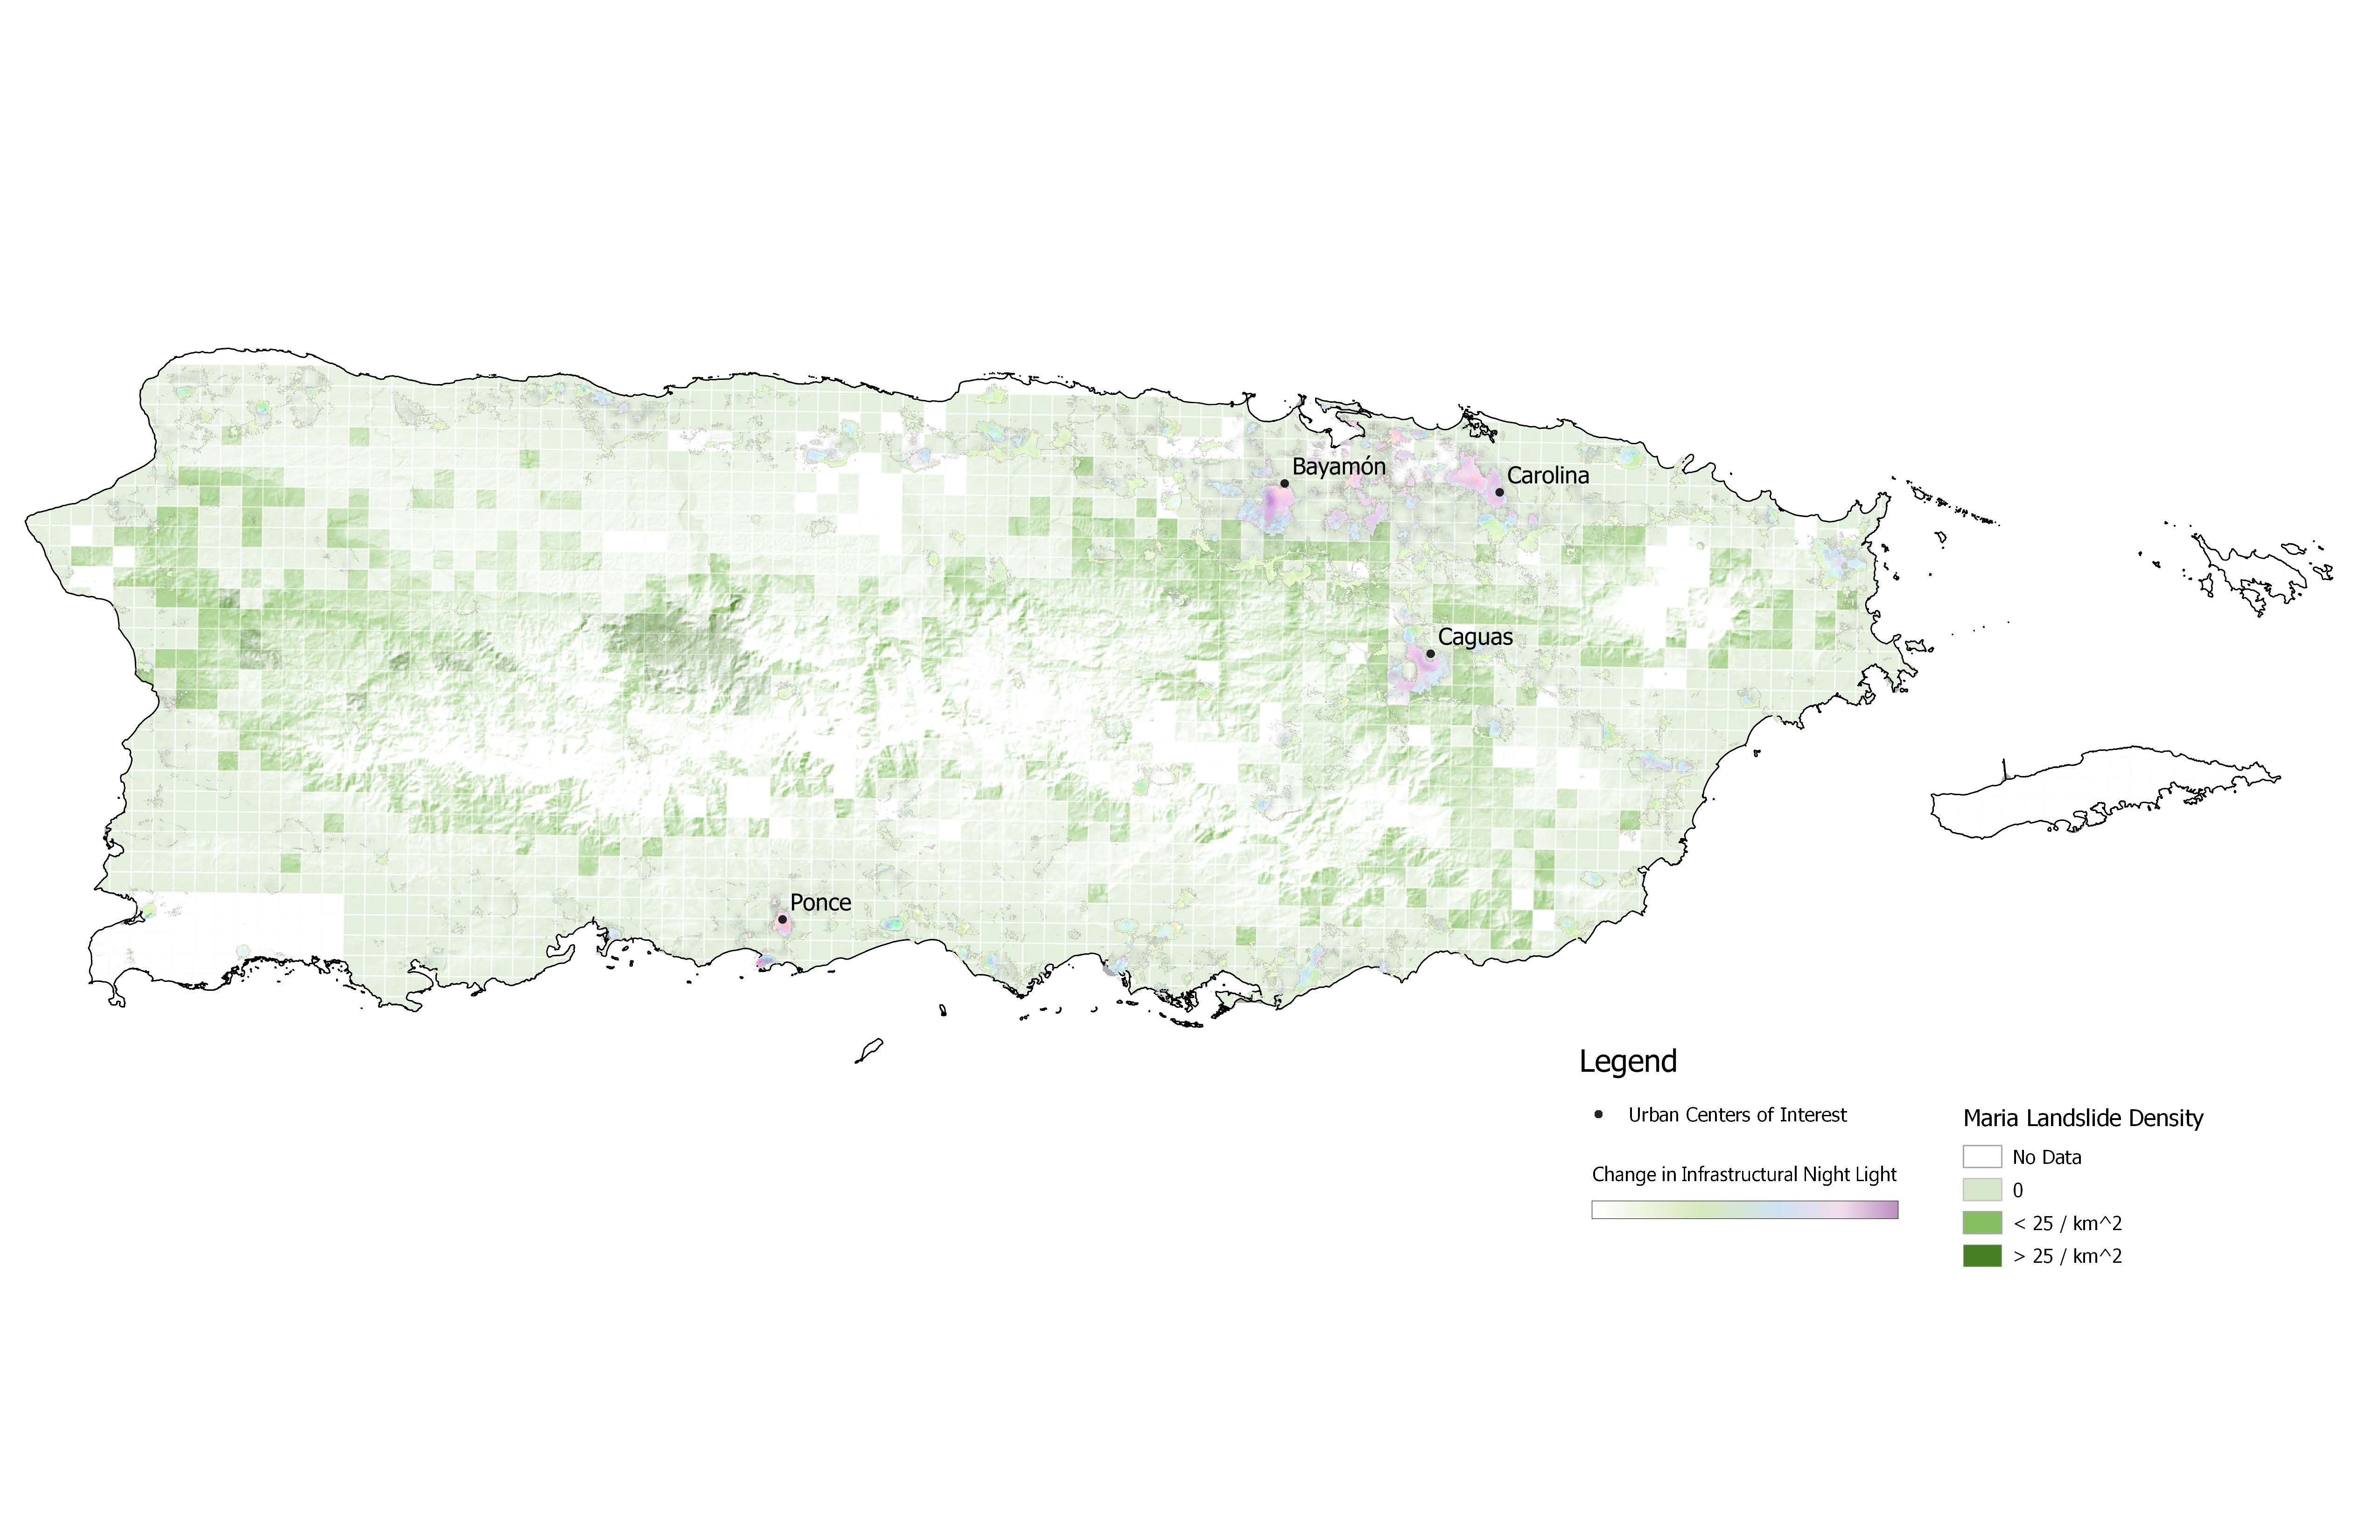 Bayamón
Carolina
Caguas
Ponce
Legend
Urban Centers of Interest
Change in Infrastructural Night Light
Maria Landslide Density
No Data
0
< 25 / km^2
> 25 / km^2